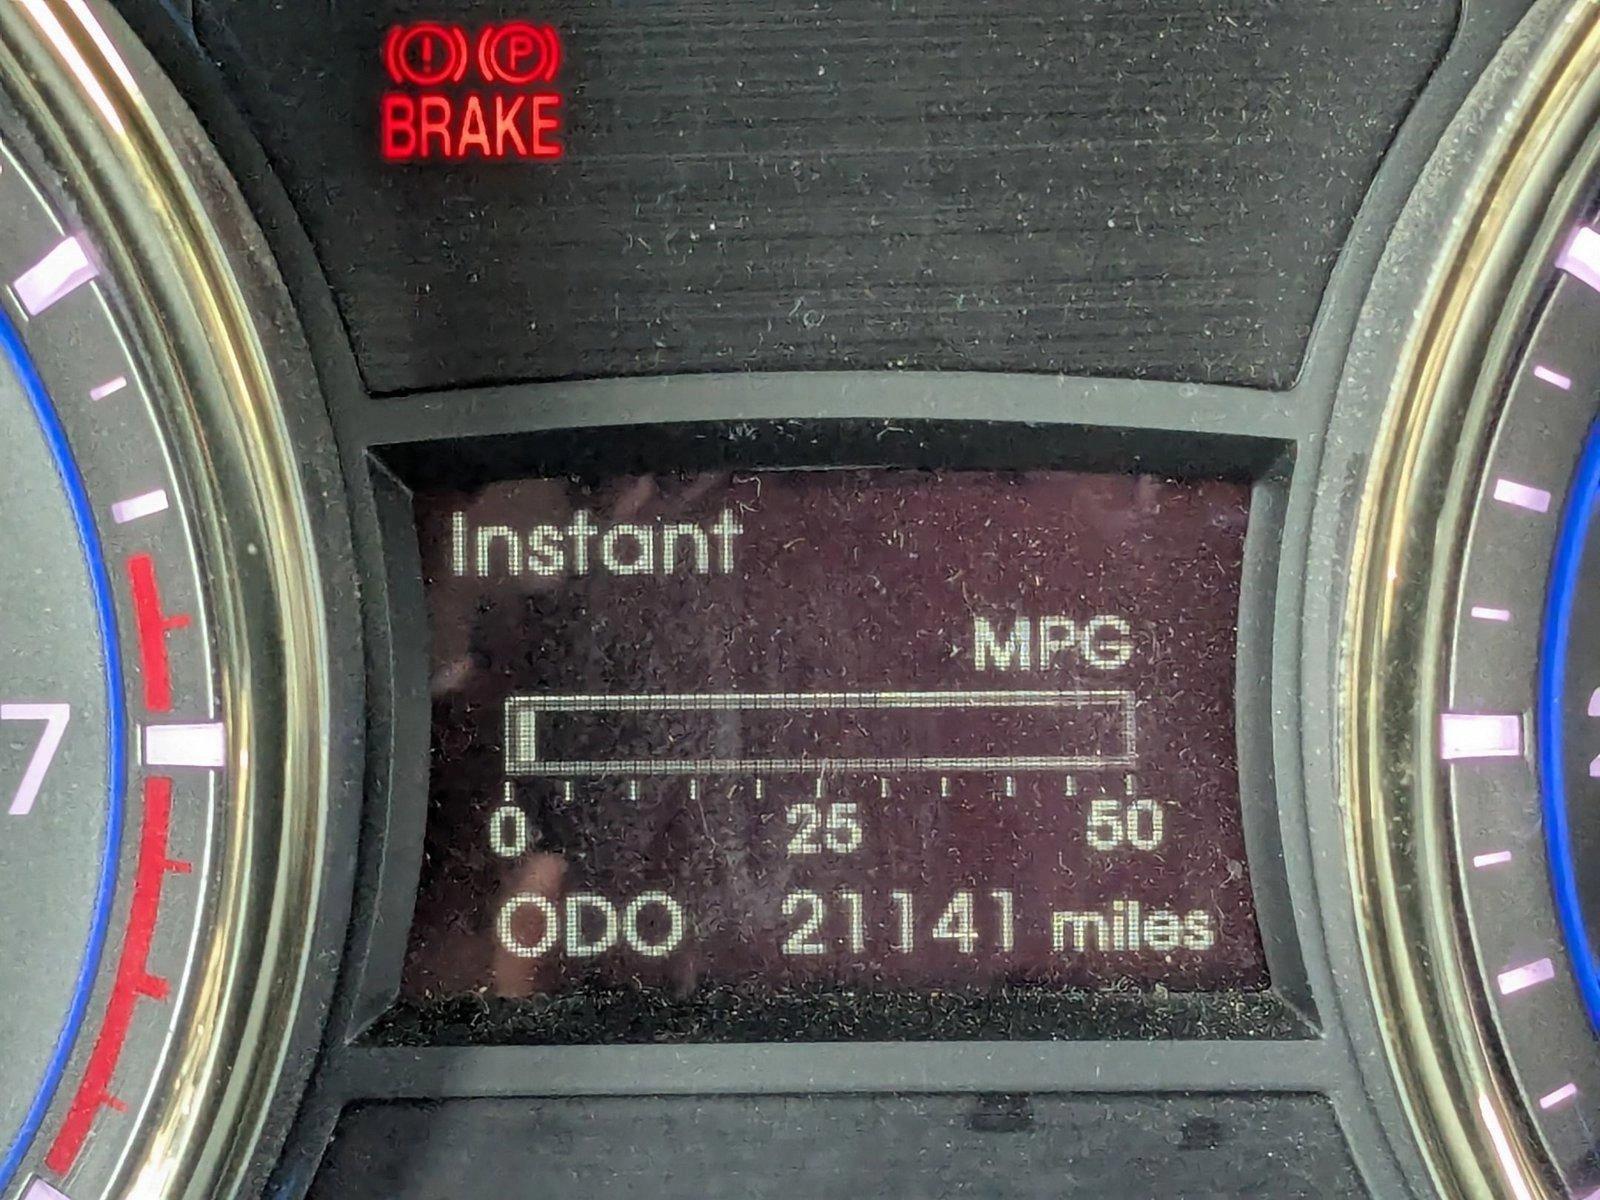 (!) (P)
BRAKE
Instant
MPG
0 25 50
ODO 21141 miles
7